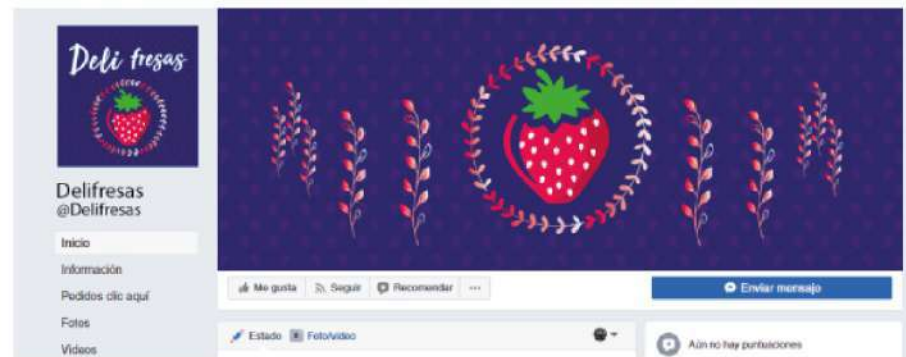 Deli fresas
Delifresas
@Delifresas
Inicio
Información
Pedidos clic aquí
Fotos
Videos
Me gusta
Seguir
Recomendar
...
Enviar mensajo
Estado
Foto/video
Aún no hay puntuaciones